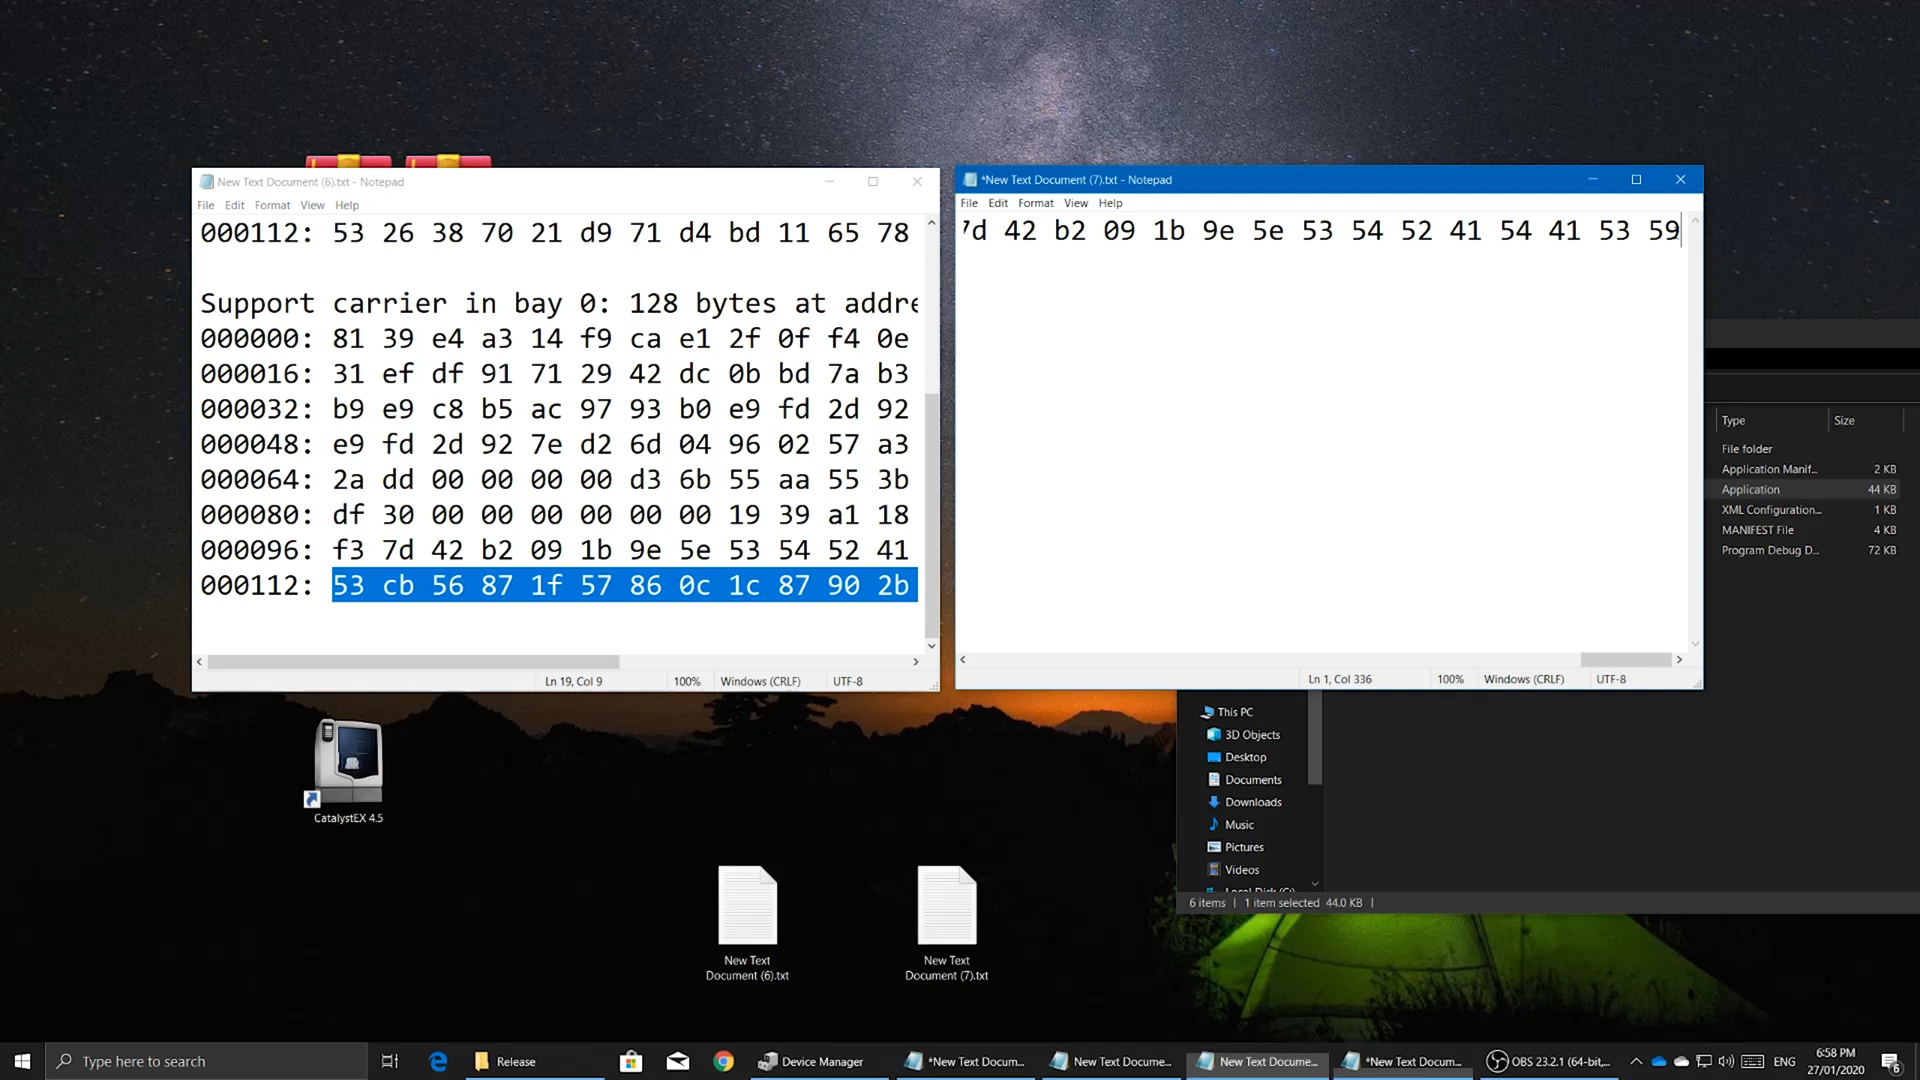 New Text Document (6).txt - Notepad
File Edit Format View Help
000112: 53 26 38 70 21 d9 71 d4 bd 11 65 78
Support carrier in bay 0: 128 bytes at addre
000000: 81 39 e4 a3 14 f9 ca e1 2f 0f f4 0e
000016: 31 ef df 91 71 29 42 dc 0b bd 7a b3
000032: b9 e9 c8 b5 ac 97 93 b0 e9 fd 2d 92
000048: e9 fd 2d 92 7e d2 6d 04 96 02 57 a3
000064: 2a dd 00 00 00 00 d3 6b 55 aa 55 3b
000080: df 30 00 00 00 00 00 00 19 39 a1 18
000096: f3 7d 42 b2 09 1b 9e 5e 53 54 52 41
000112: 53 cb 56 87 1f 57 86 0c 1c 87 90 2b
Ln 19, Col 9 100% Windows (CRLF) UTF-8
*New Text Document (7).txt - Notepad
File Edit Format View Help
7d 42 b2 09 1b 9e 5e 53 54 52 41 54 41 53 59
Ln 1, Col 336 100% Windows (CRLF) UTF-8
Type Size
File folder
Application Manif... 2 KB
Application 44 KB
XML Configuration... 1 KB
MANIFEST File 4 KB
Program Debug D... 72 KB
This PC
3D Objects
Desktop
Documents
Downloads
Music
Pictures
Videos
Local Disk (C:)
6 items 1 item selected 44.0 KB
CatalystEX 4.5
New Text
Document (6).txt
New Text
Document (7).txt
Type here to search
Release
Device Manager
*New Text Docum...
New Text Docume...
New Text Docume...
*New Text Docum...
OBS 23.2.1 (64-bit,...
ENG
6:58 PM
27/01/2020
6